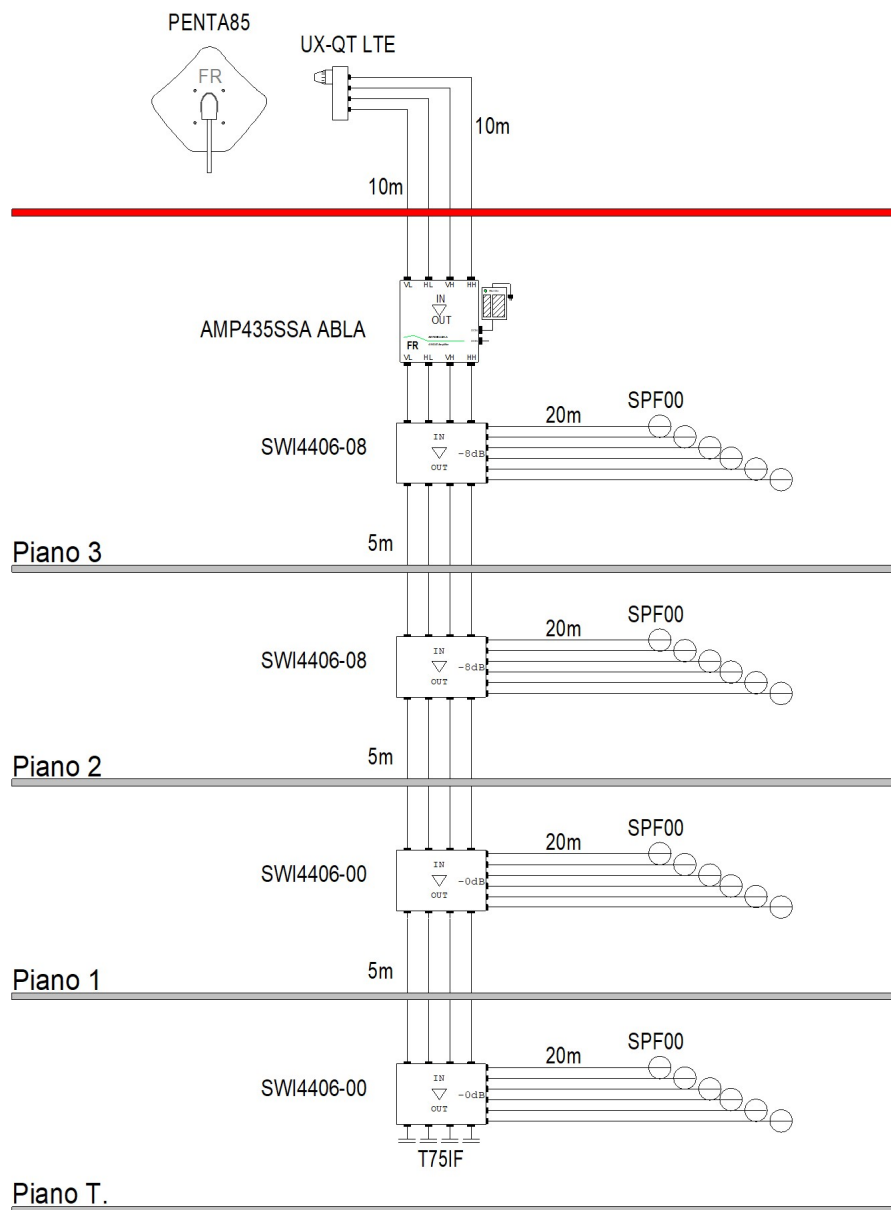 PENTA85
FR
UX-QT LTE
10m
10m
VL HL VH HH
IN
OUT
AMP435SSA ABLA
FR
VL HL VH HH
SWI4406-08
IN
OUT
-8dB
20m
SPF00
Piano 3
5m
SWI4406-08
IN
OUT
-8dB
20m
SPF00
Piano 2
5m
SWI4406-00
IN
OUT
-0dB
20m
SPF00
Piano 1
5m
SWI4406-00
IN
OUT
-0dB
20m
SPF00
T75IF
Piano T.